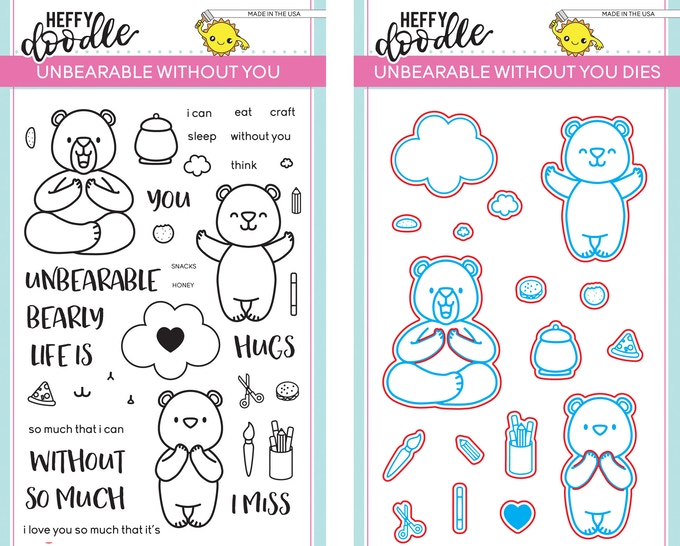 HEFFY
doodle
MADE IN THE USA
UNBEARABLE WITHOUT YOU
i can eat craft
sleep without you
think
YOU
SNACKS
HONEY
UNBEARABLE
BEARLY
LIFE IS
HUGS
so much that i can
WITHOUT
SO MUCH
I MISS
i love you so much that it's
HEFFY
doodle
MADE IN THE USA
UNBEARABLE WITHOUT YOU DIES